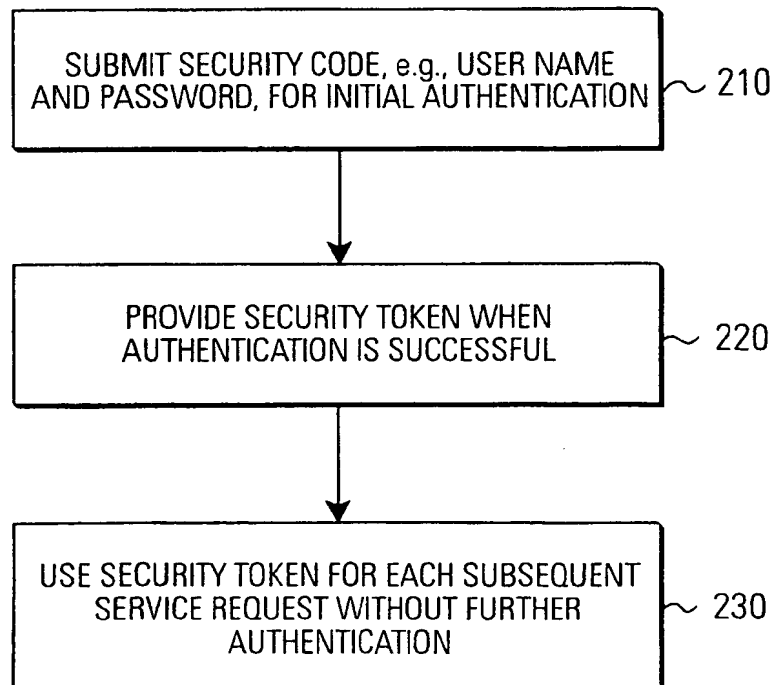 SUBMIT SECURITY CODE, e.g., USER NAME
AND PASSWORD, FOR INITIAL AUTHENTICATION
210
PROVIDE SECURITY TOKEN WHEN
AUTHENTICATION IS SUCCESSFUL
220
USE SECURITY TOKEN FOR EACH SUBSEQUENT
SERVICE REQUEST WITHOUT FURTHER
AUTHENTICATION
230